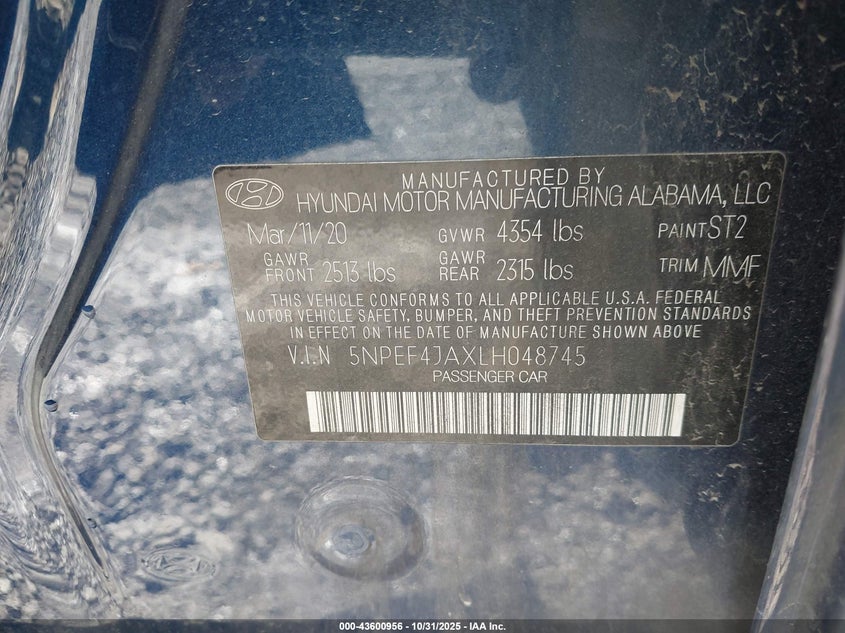 MANUFACTURED BY
HYUNDAI MOTOR MANUFACTURING ALABAMA, LLC
Mar/11/20 GVWR 4354 lbs PAINT ST2
GAWR FRONT 2513 lbs GAWR REAR 2315 lbs TRIM MMF
THIS VEHICLE CONFORMS TO ALL APPLICABLE U.S.A. FEDERAL
MOTOR VEHICLE SAFETY, BUMPER, AND THEFT PREVENTION STANDARDS
IN EFFECT ON THE DATE OF MANUFACTURE SHOWN ABOVE
V.I.N 5NPEF4JAXLH048745
PASSENGER CAR
000-43600956 - 10/31/2025 - IAA Inc.